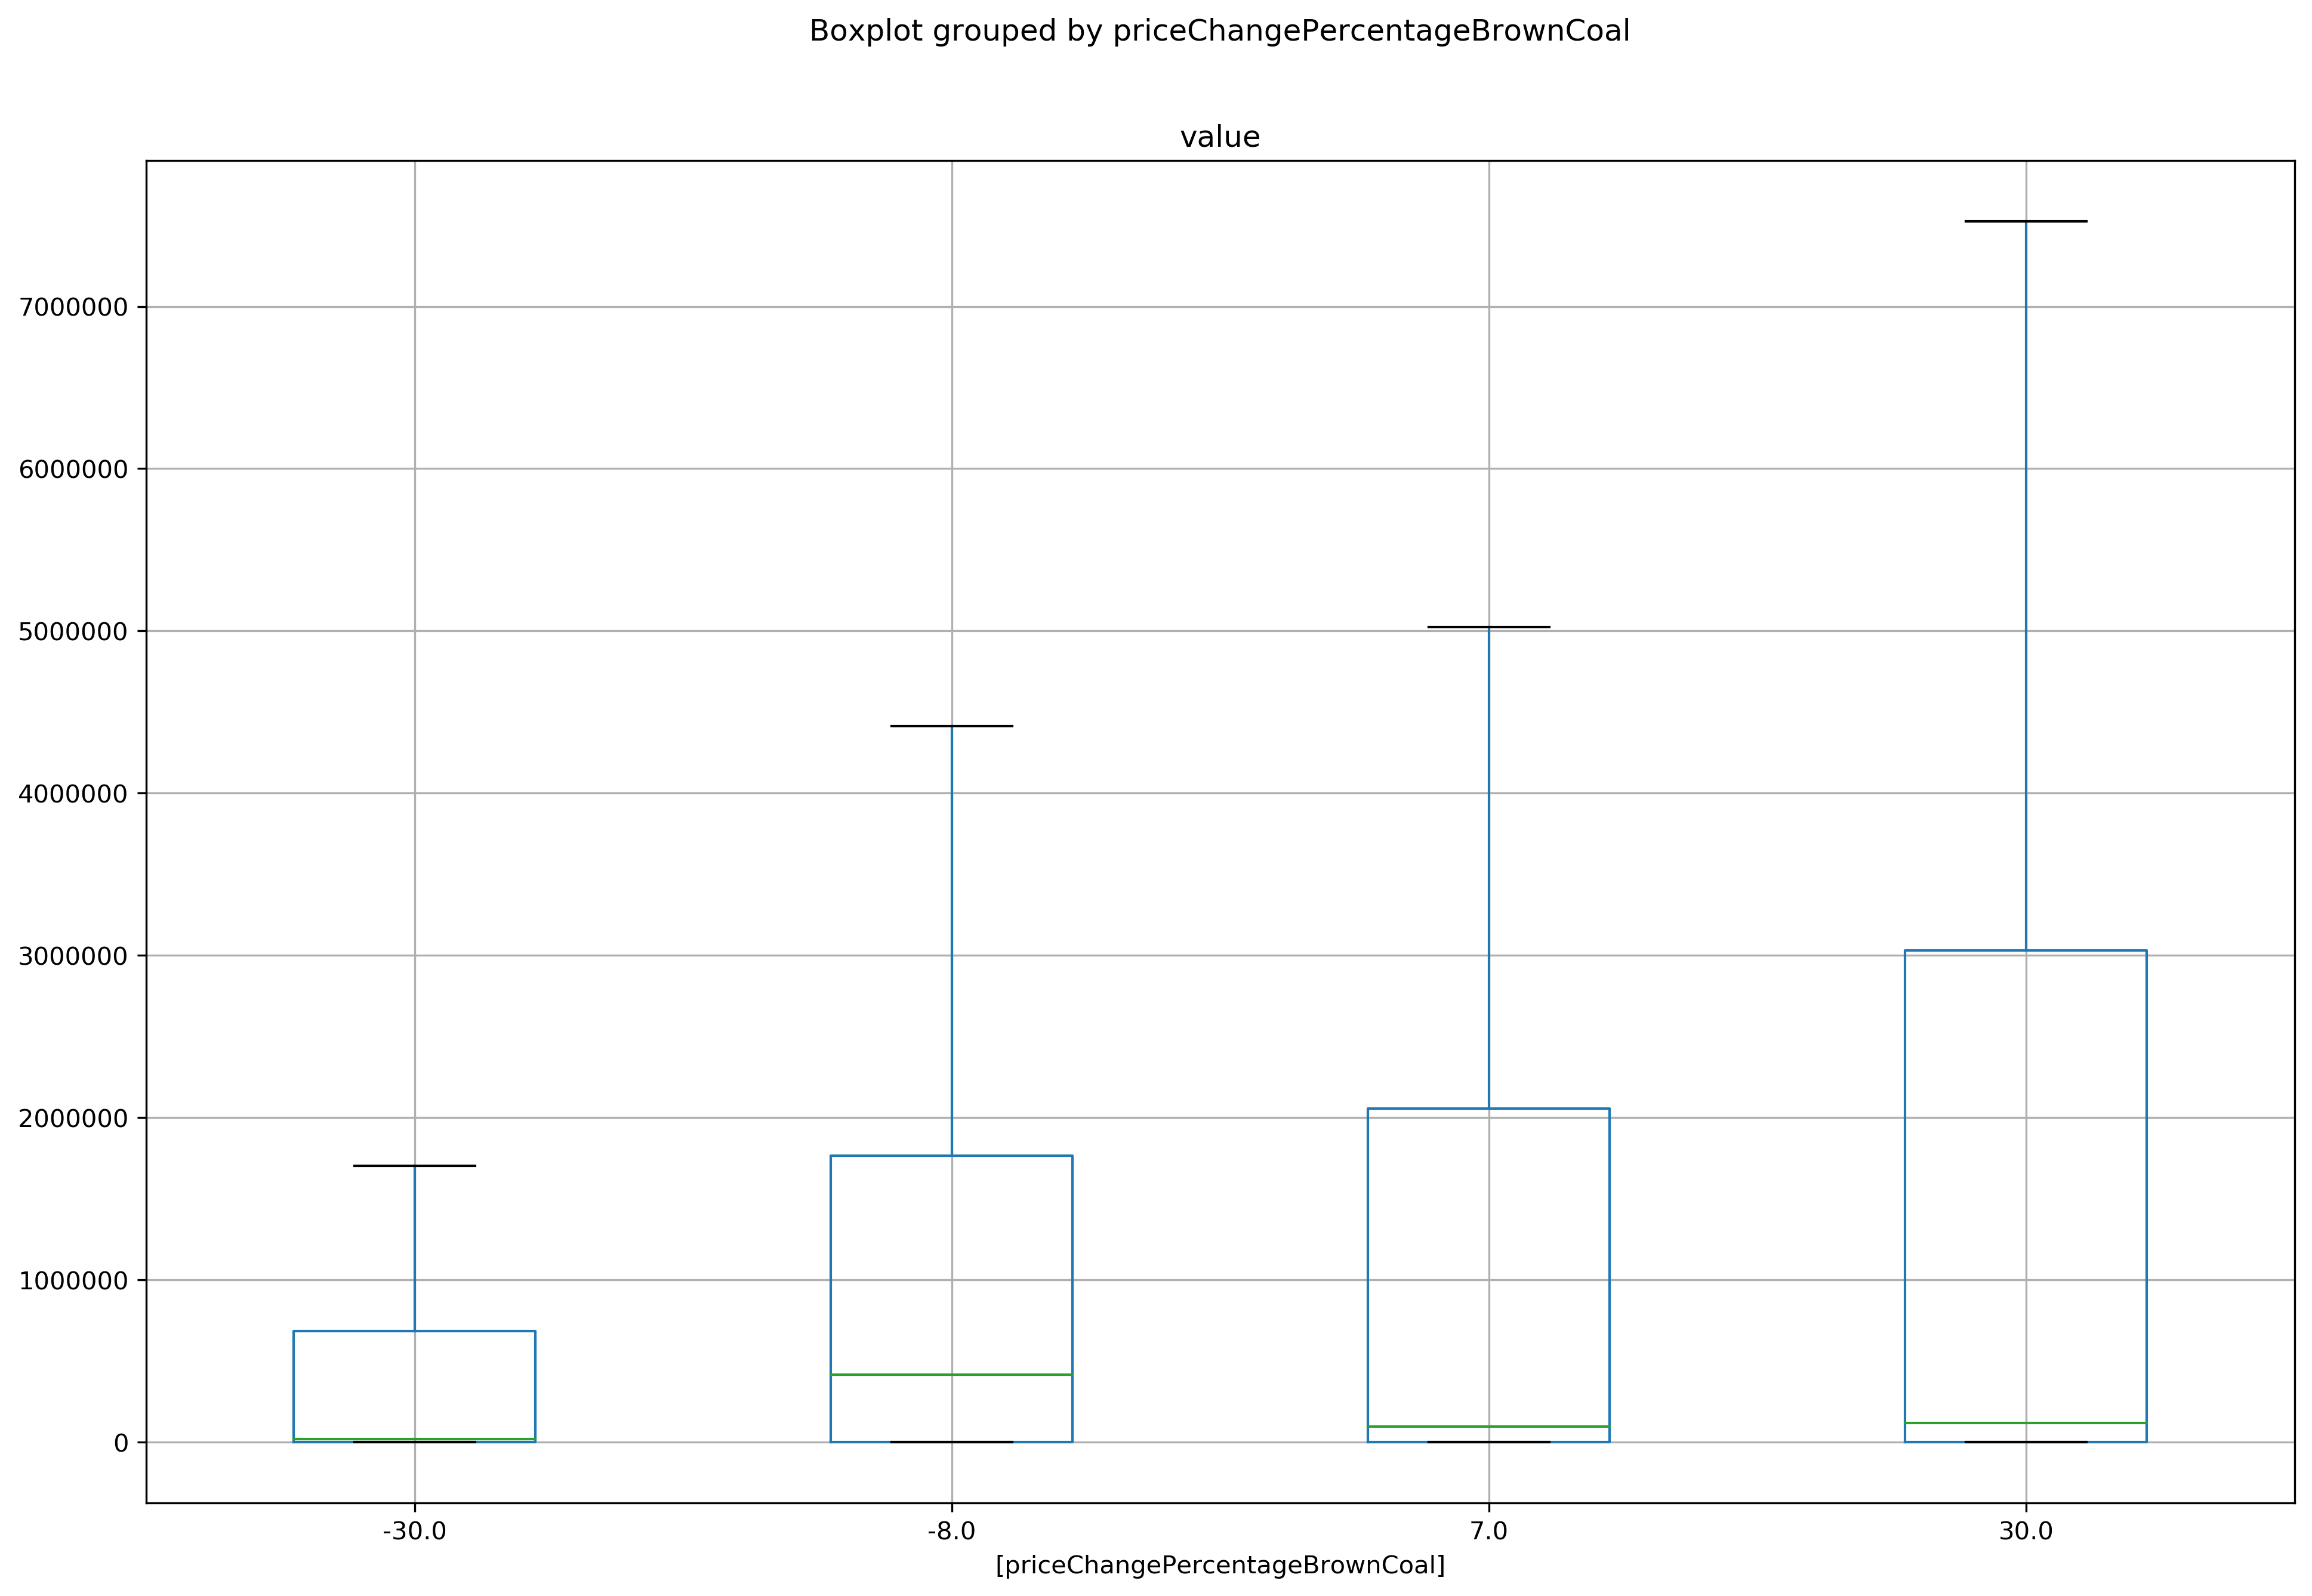 Boxplot grouped by priceChangePercentageBrownCoal
value
7000000
6000000
5000000
4000000
3000000
2000000
1000000
0
-30.0 -8.0 7.0 30.0
[priceChangePercentageBrownCoal]